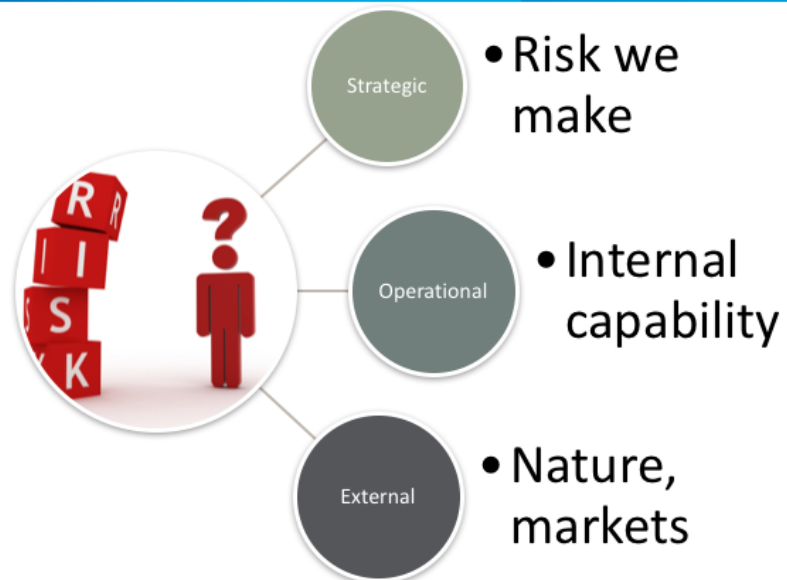 Strategic
• Risk we
make
R R
I I
S S
K
?
Operational
• Internal
capability
External
• Nature,
markets